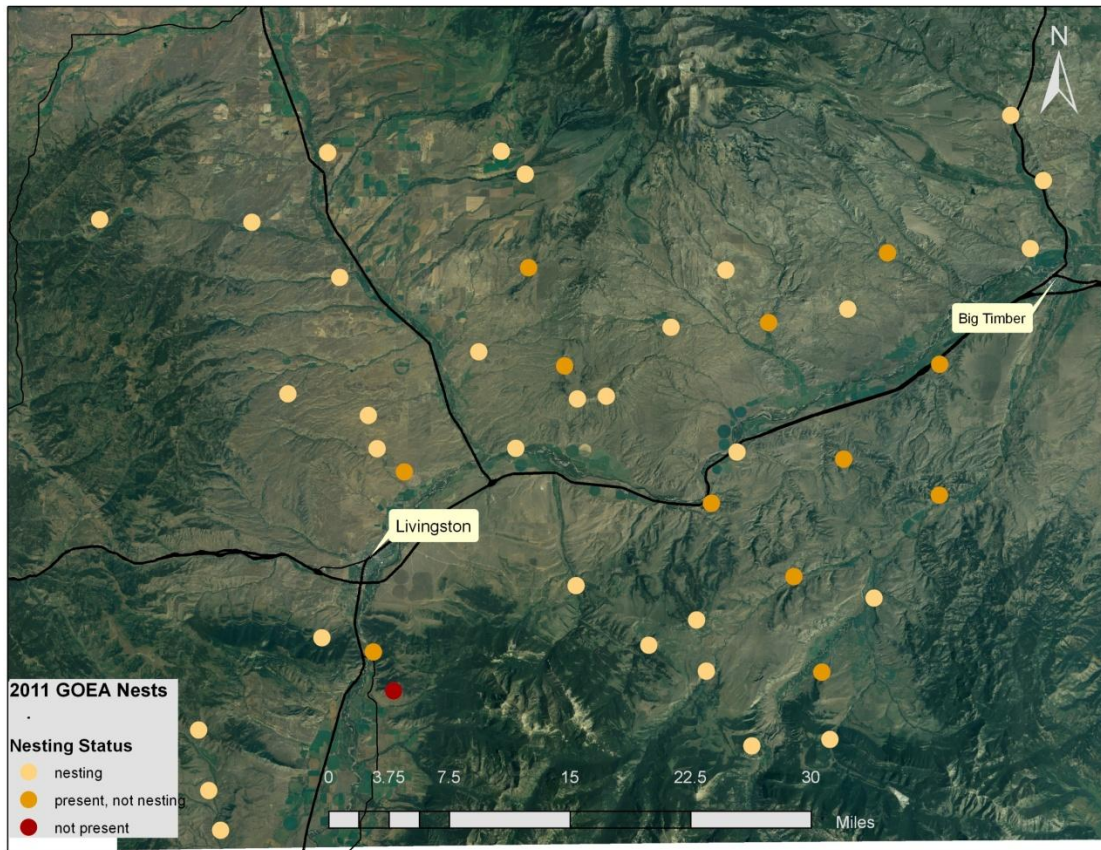 N
Big Timber
Livingston
2011 GOEA Nests
Nesting Status
nesting
present, not nesting
not present
0 3.75 7.5 15 22.5 30
Miles